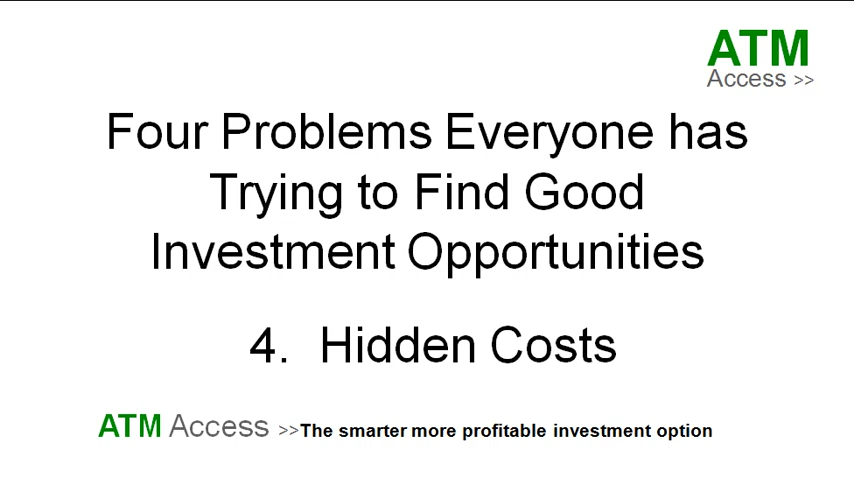 ATM
Access >>
Four Problems Everyone has
Trying to Find Good
Investment Opportunities
4. Hidden Costs
ATM Access >>The smarter more profitable investment option